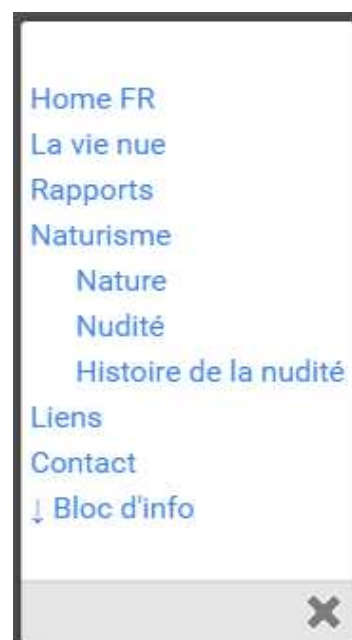 Home FR
La vie nue
Rapports
Naturisme
Nature
Nudité
Histoire de la nudité
Liens
Contact
↓ Bloc d'info